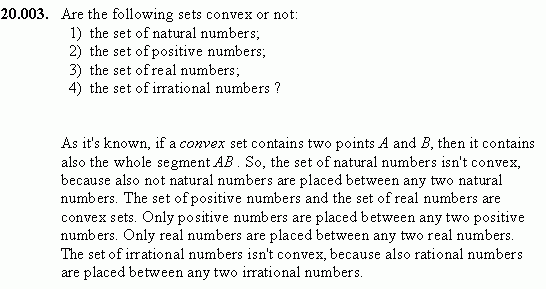 20.003. Are the following sets convex or not:
1) the set of natural numbers;
2) the set of positive numbers;
3) the set of real numbers;
4) the set of irrational numbers ?
As it's known, if a convex set contains two points A and B, then it contains
also the whole segment AB . So, the set of natural numbers isn't convex,
because also not natural numbers are placed between any two natural
numbers. The set of positive numbers and the set of real numbers are
convex sets. Only positive numbers are placed between any two positive
numbers. Only real numbers are placed between any two real numbers.
The set of irrational numbers isn't convex, because also rational numbers
are placed between any two irrational numbers.